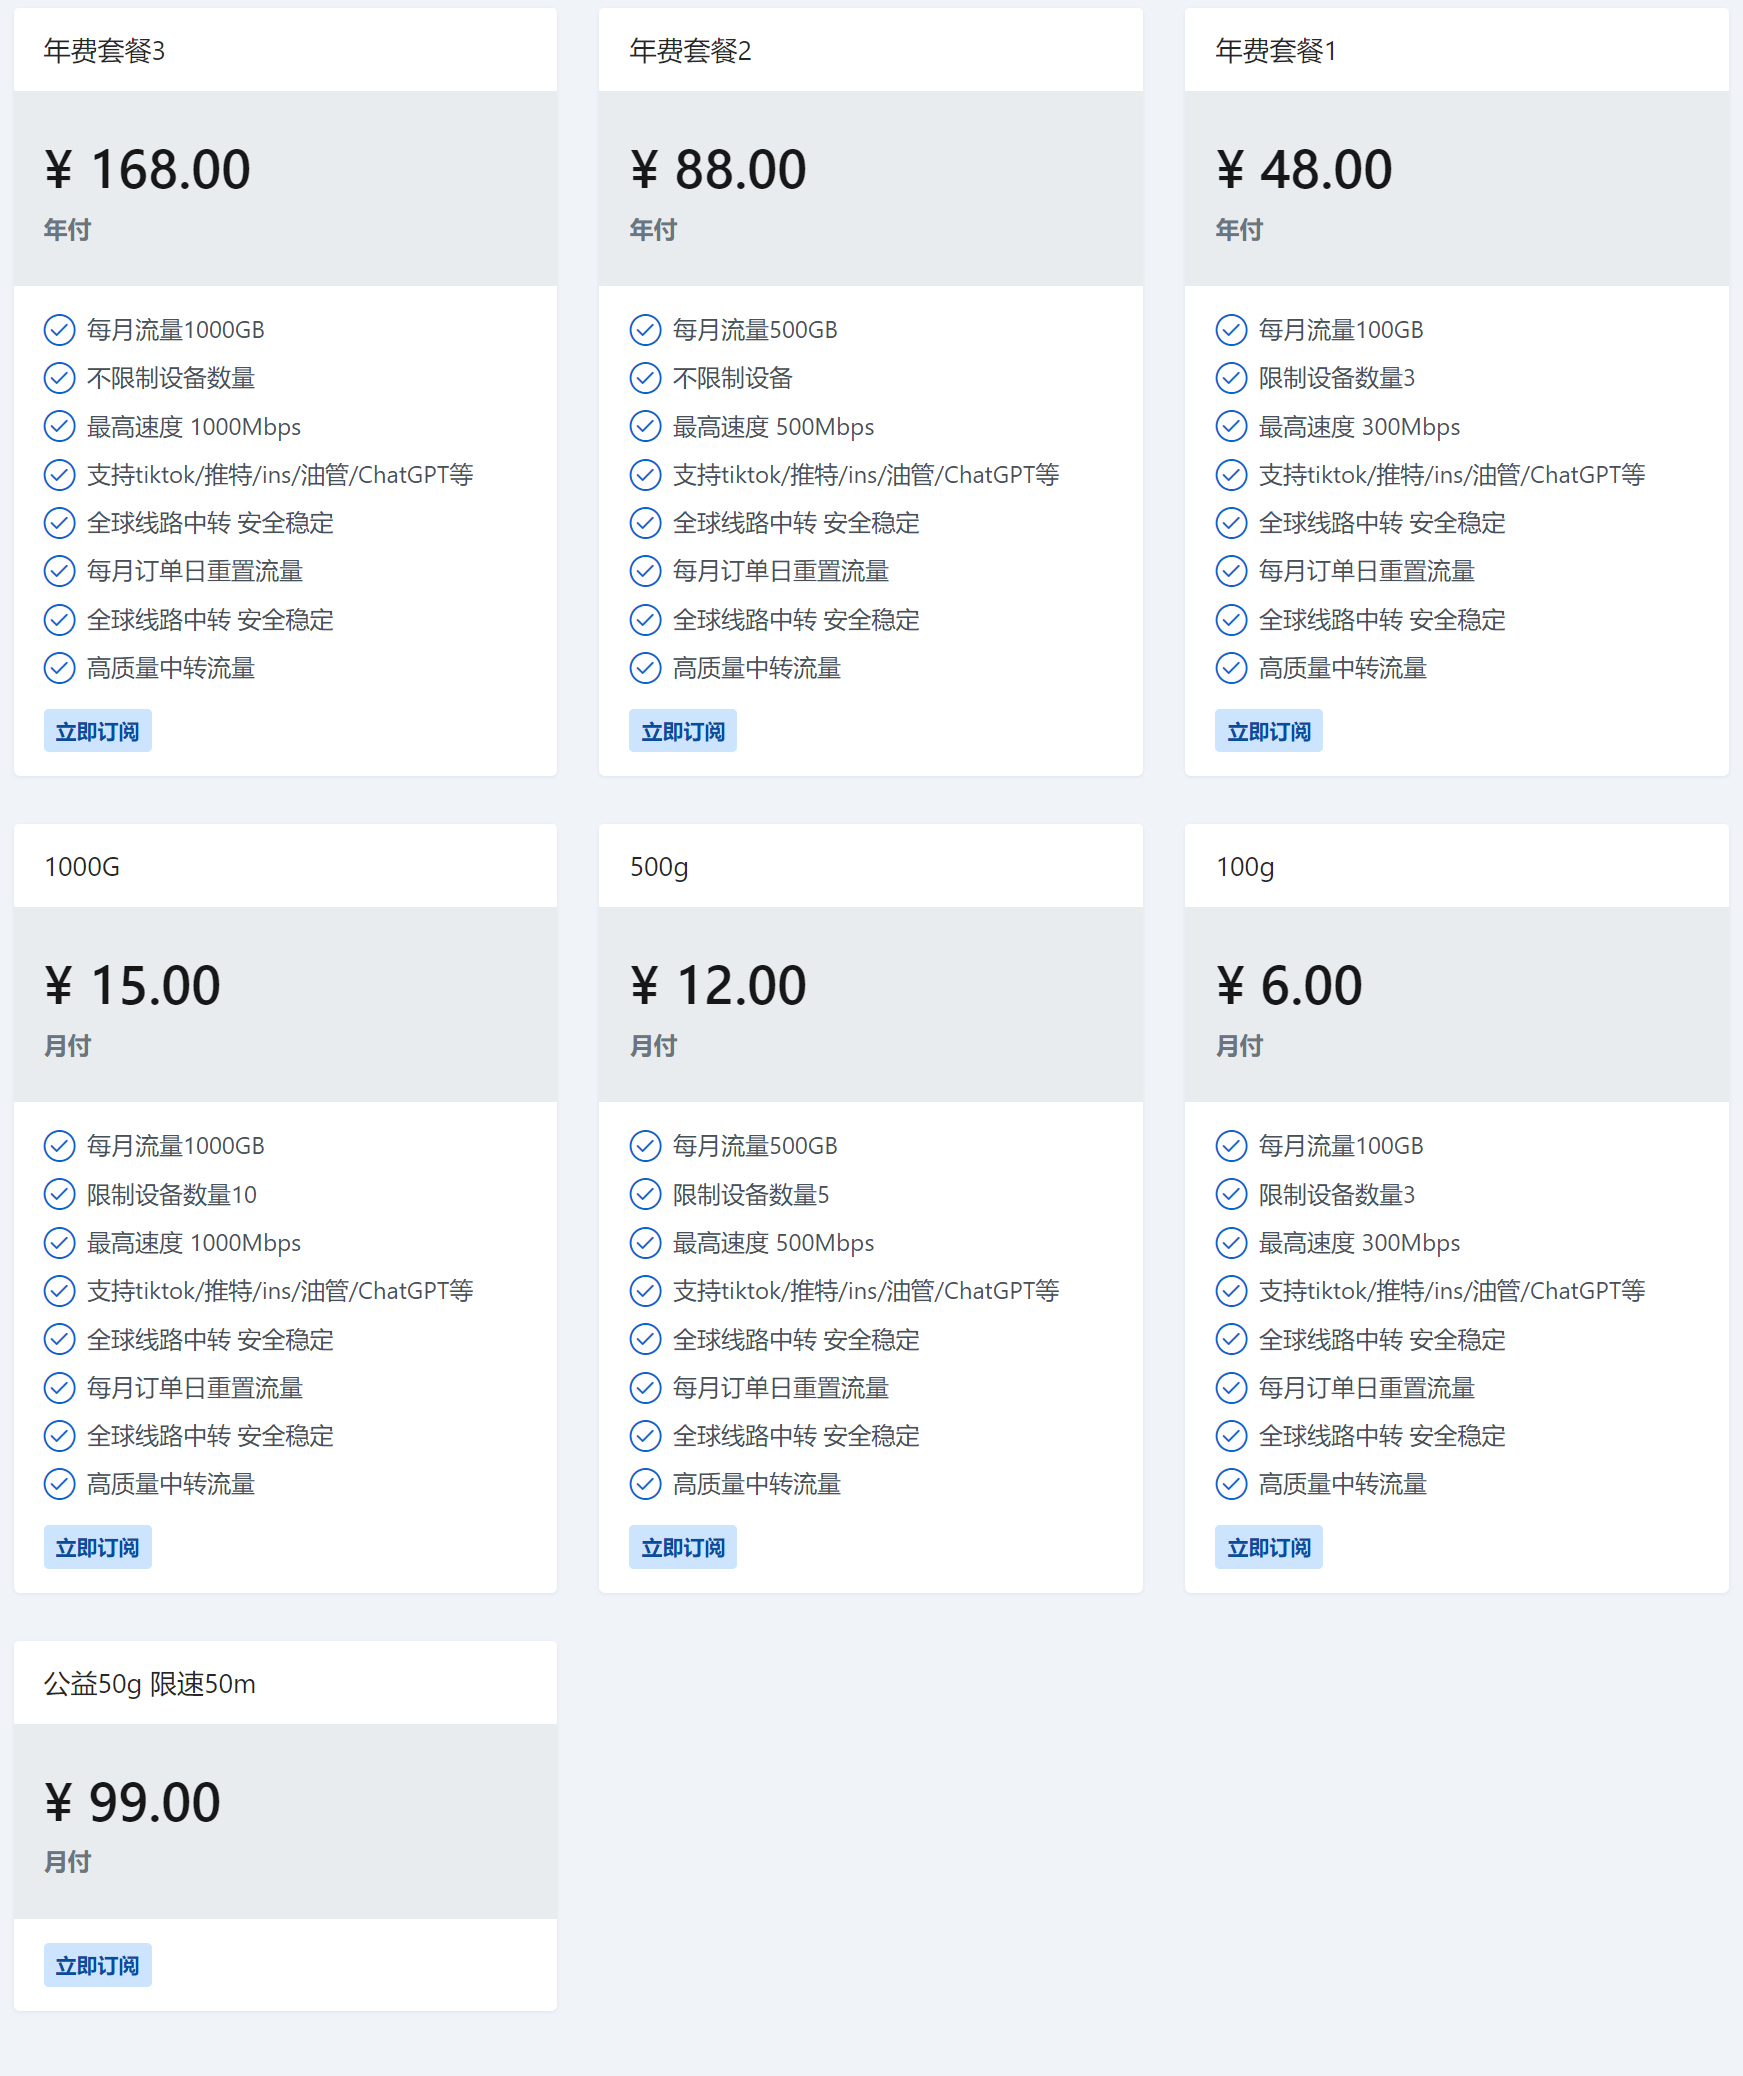 年费套餐3
¥ 168.00
年付
每月流量1000GB
不限制设备数量
最高速度 1000Mbps
支持tiktok/推特/ins/油管/ChatGPT等
全球线路中转 安全稳定
每月订单日重置流量
全球线路中转 安全稳定
高质量中转流量
立即订阅
年费套餐2
¥ 88.00
年付
每月流量500GB
不限制设备
最高速度 500Mbps
支持tiktok/推特/ins/油管/ChatGPT等
全球线路中转 安全稳定
每月订单日重置流量
全球线路中转 安全稳定
高质量中转流量
立即订阅
年费套餐1
¥ 48.00
年付
每月流量100GB
限制设备数量3
最高速度 300Mbps
支持tiktok/推特/ins/油管/ChatGPT等
全球线路中转 安全稳定
每月订单日重置流量
全球线路中转 安全稳定
高质量中转流量
立即订阅
1000G
¥ 15.00
月付
每月流量1000GB
限制设备数量10
最高速度 1000Mbps
支持tiktok/推特/ins/油管/ChatGPT等
全球线路中转 安全稳定
每月订单日重置流量
全球线路中转 安全稳定
高质量中转流量
立即订阅
500g
¥ 12.00
月付
每月流量500GB
限制设备数量5
最高速度 500Mbps
支持tiktok/推特/ins/油管/ChatGPT等
全球线路中转 安全稳定
每月订单日重置流量
全球线路中转 安全稳定
高质量中转流量
立即订阅
100g
¥ 6.00
月付
每月流量100GB
限制设备数量3
最高速度 300Mbps
支持tiktok/推特/ins/油管/ChatGPT等
全球线路中转 安全稳定
每月订单日重置流量
全球线路中转 安全稳定
高质量中转流量
立即订阅
公益50g 限速50m
¥ 99.00
月付
立即订阅